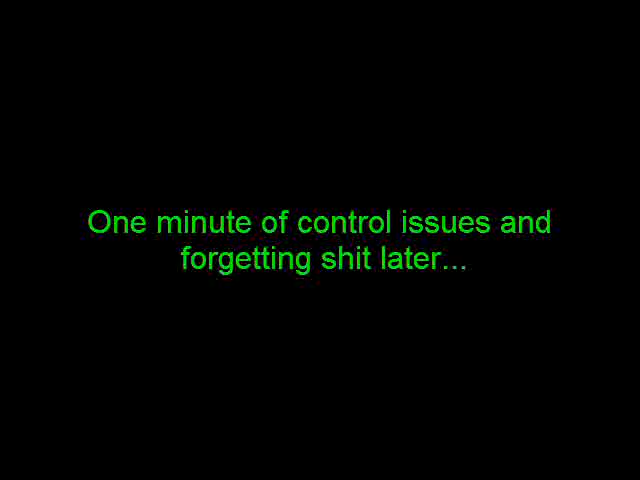 One minute of control issues and
forgetting shit later...